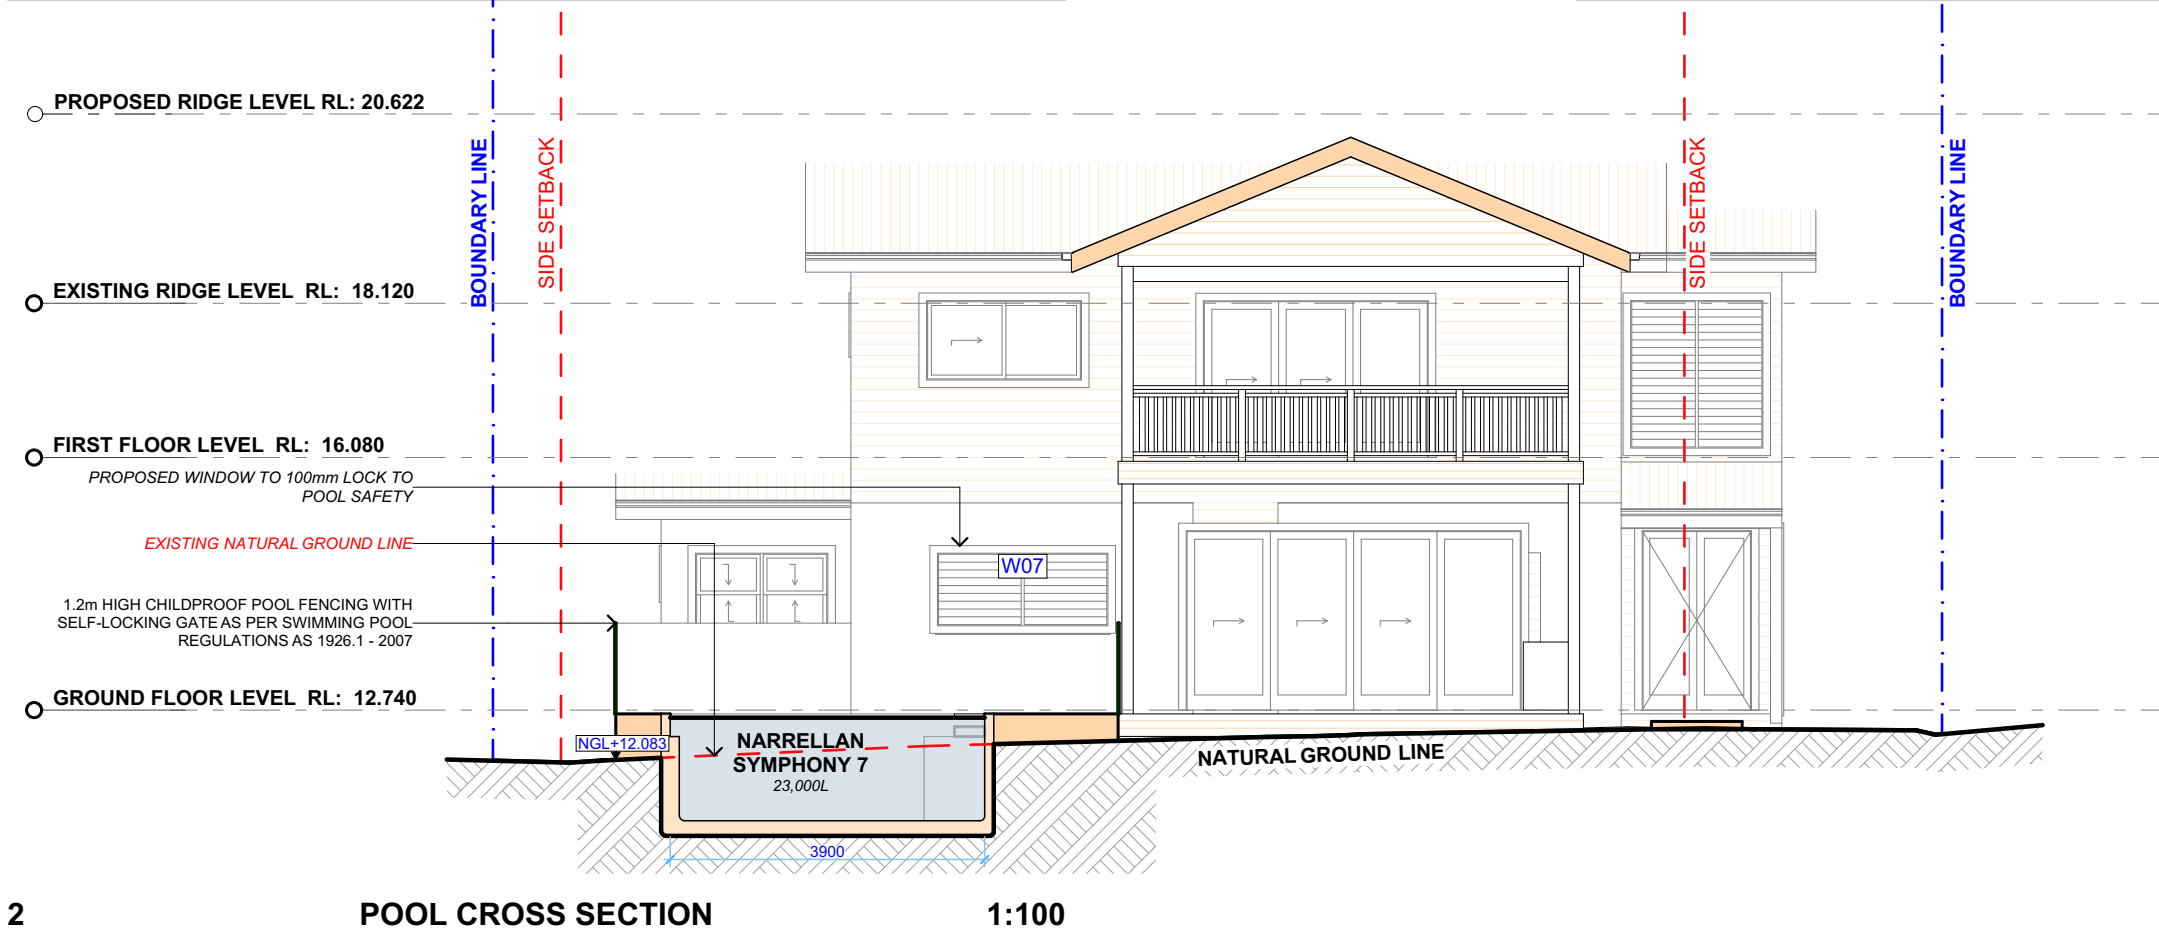 PROPOSED RIDGE LEVEL RL: 20.622
BOUNDARY LINE
SIDE SETBACK
SIDE SETBACK
BOUNDARY LINE
EXISTING RIDGE LEVEL RL: 18.120
FIRST FLOOR LEVEL RL: 16.080
PROPOSED WINDOW TO 100mm LOCK TO
POOL SAFETY
EXISTING NATURAL GROUND LINE
W07
1.2m HIGH CHILDPROOF POOL FENCING WITH
SELF-LOCKING GATE AS PER SWIMMING POOL
REGULATIONS AS 1926.1 - 2007
GROUND FLOOR LEVEL RL: 12.740
NGL+12.083
NARRELLAN
SYMPHONY 7
23,000L
NATURAL GROUND LINE
3900
2 POOL CROSS SECTION 1:100